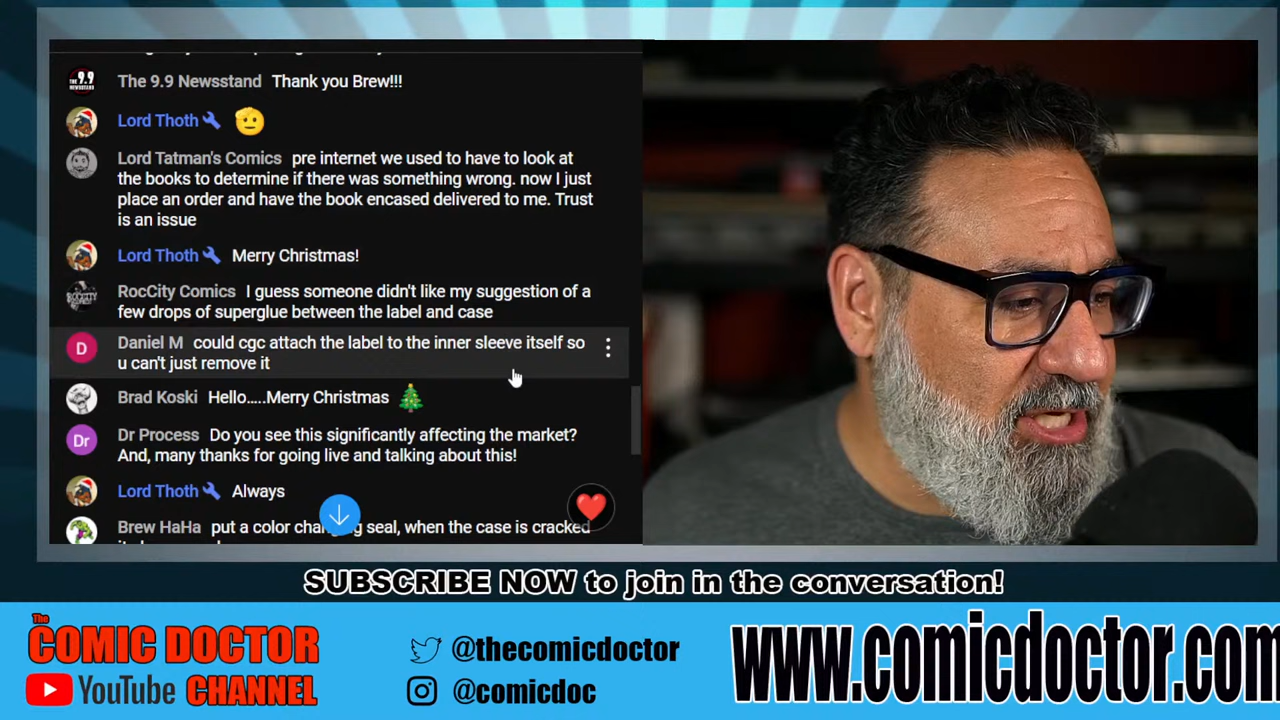 The 9.9 Newsstand Thank you Brew!!!
Lord Thoth
Lord Tatman's Comics pre internet we used to have to look at
the books to determine if there was something wrong. now I just
place an order and have the book encased delivered to me. Trust
is an issue
Lord Thoth Merry Christmas!
RocCity Comics I guess someone didn't like my suggestion of a
few drops of superglue between the label and case
D
Daniel M could cgc attach the label to the inner sleeve itself so
u can't just remove it
Brad Koski Hello.....Merry Christmas
Dr
Dr Process Do you see this significantly affecting the market?
And, many thanks for going live and talking about this!
Lord Thoth Always
Brew HaHa put a color seal, when the case is cracked
SUBSCRIBE NOW to join in the conversation!
The
COMIC DOCTOR
YouTube CHANNEL
@thecomicdoctor
@comicdoc
www.comicdoctor.com